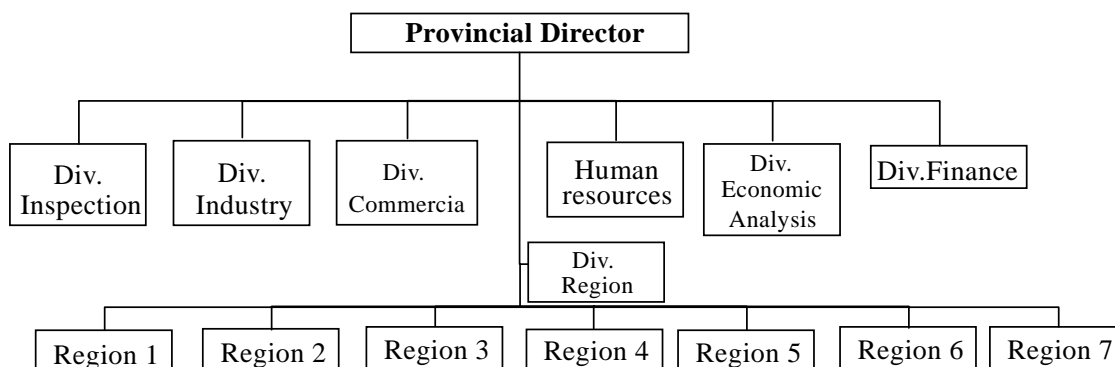 Provincial Director
Div.
Inspection
Div.
Industry
Div.
Commercia
Human
resources
Div.
Economic
Analysis
Div.Finance
Div.
Region
Region 1
Region 2
Region 3
Region 4
Region 5
Region 6
Region 7